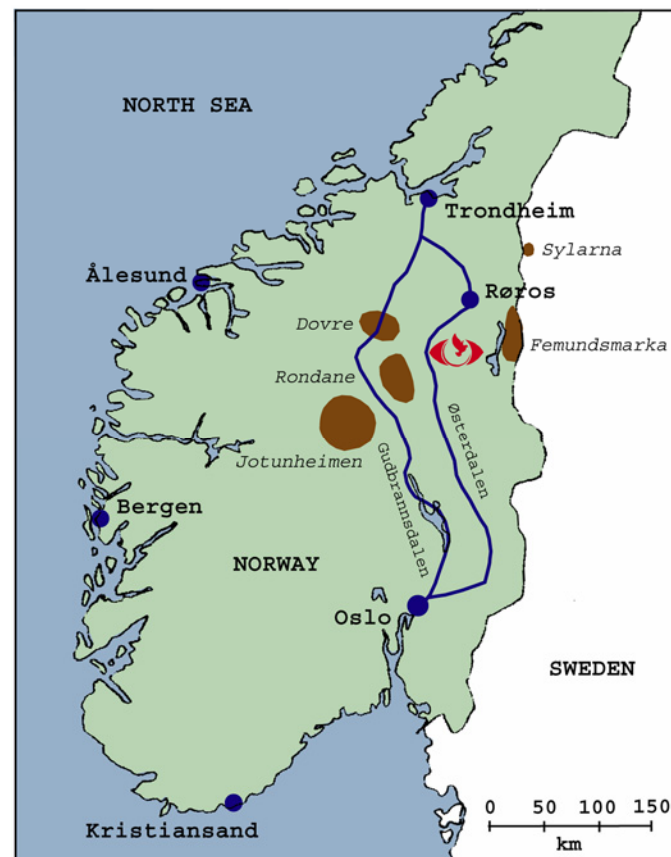 NORTH SEA
Trondheim
Sylarna
Ålesund
Røros
Dovre
Femundsmarka
Rondane
Østerdalen
Jotunheimen
Gudbrannsdalen
Bergen
NORWAY
Oslo
SWEDEN
0 50 100 150
km
Kristiansand